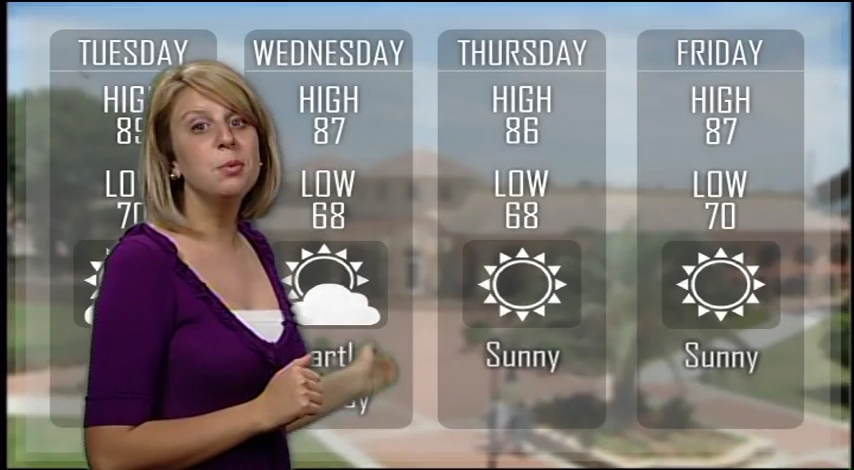 TUESDAY
HIGH
LOW
WEDNESDAY
HIGH
87
LOW
68
THURSDAY
HIGH
86
LOW
68
Sunny
FRIDAY
HIGH
87
LOW
70
Sunny